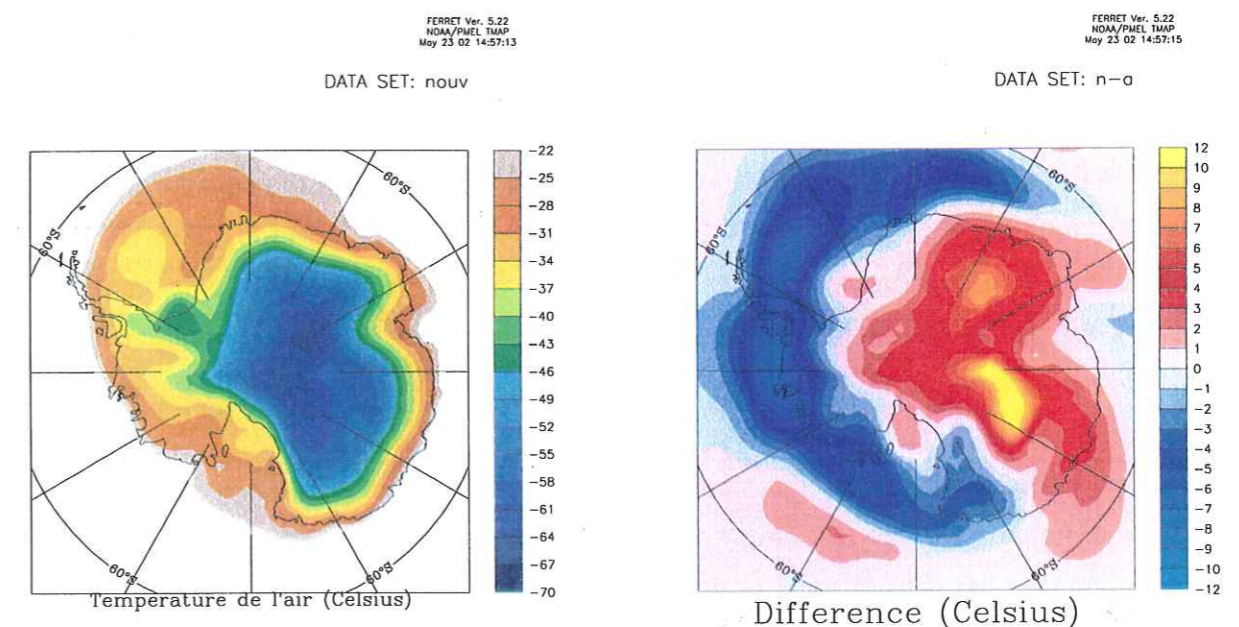 FERRET Ver. 5.22
NOAA/PMEL TMAP
May 23 02 14:57:13
DATA SET: nouv
60°S
60°S
60°S
60°S
-22
-25
-28
-31
-34
-37
-40
-43
-46
-49
-52
-55
-58
-61
-64
-67
-70
Temperature de l'air (Celsius)
FERRET Ver. 5.22
NOAA/PMEL TMAP
May 23 02 14:57:15
DATA SET: n-a
60°S
60°S
60°S
60°S
12
10
9
8
7
6
5
4
3
2
1
0
-1
-2
-3
-4
-5
-6
-7
-8
-9
-10
-12
Difference (Celsius)